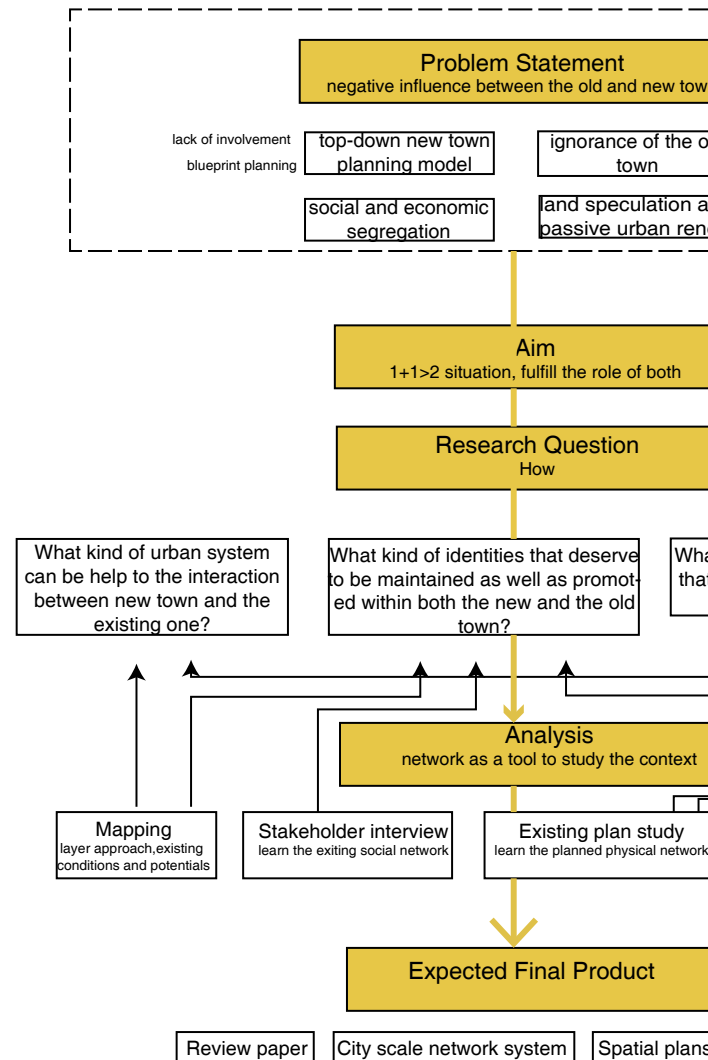 Problem Statement
negative influence between the old and new
lack of involvement
blueprint planning
top-down new town
planning model
ignorance of the
town
social and economic
segregation
land speculation
passive urban
Aim
1+1>2 situation, fulfill the role of both
Research Question
How
What kind of urban system
can be help to the interaction
between new town and the
existing one?
What kind of identities that deserve
to be maintained as well as promot-
ed within both the new and the old
town?
that
Analysis
network as a tool to study the context
Mapping
layer approach,existing
conditions and potentials
Stakeholder interview
learn the exiting social network
Existing plan study
learn the planned physical network
Expected Final Product
Review paper
City scale network system
Spatial plans